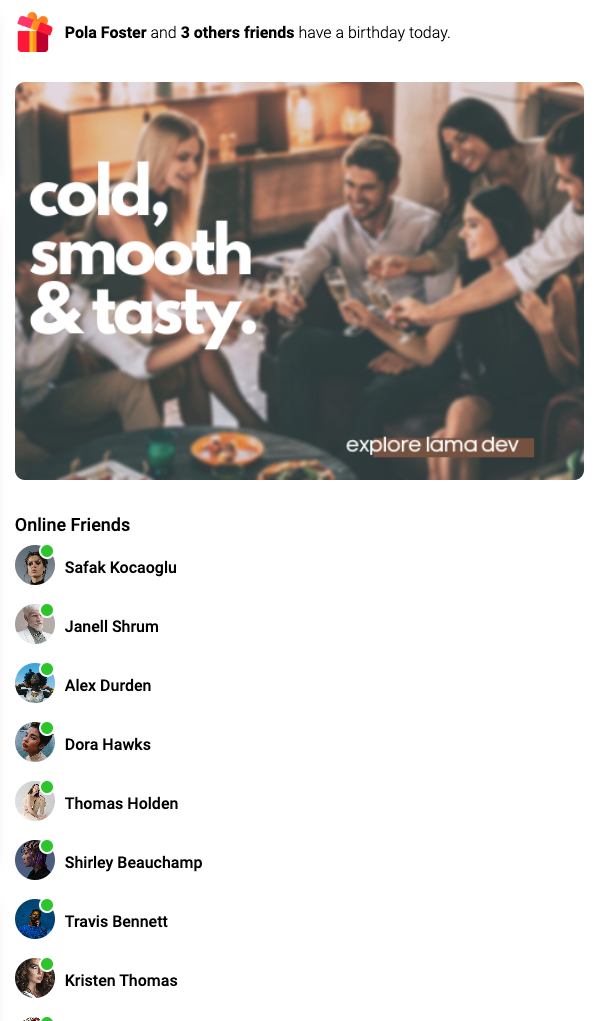 Pola Foster and 3 others friends have a birthday today.
cold,
smooth
& tasty.
explore lama dev
Online Friends
Safak Kocaoglu
Janell Shrum
Alex Durden
Dora Hawks
Thomas Holden
Shirley Beauchamp
Travis Bennett
Kristen Thomas